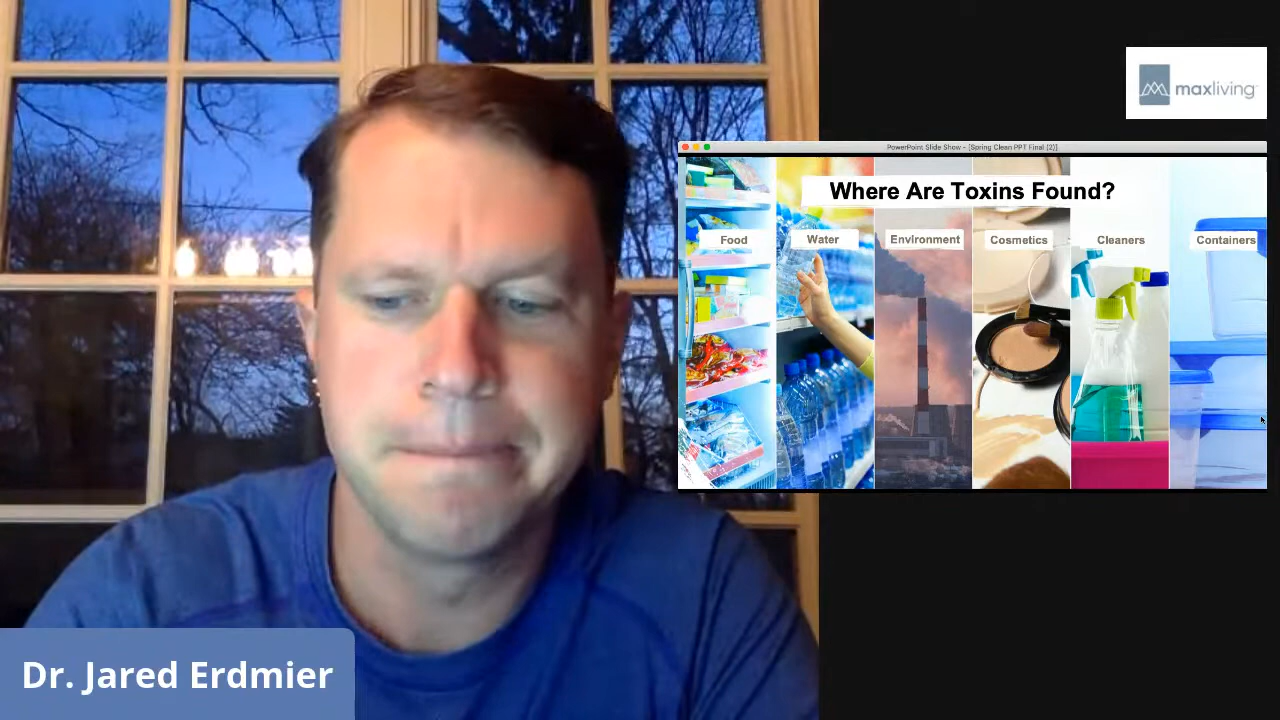 maxliving
PowerPoint Slide Show - [Spring Clean PPT Final (2)]
Where Are Toxins Found?
Food
Water
Environment
Cosmetics
Cleaners
Containers
Dr. Jared Erdmier